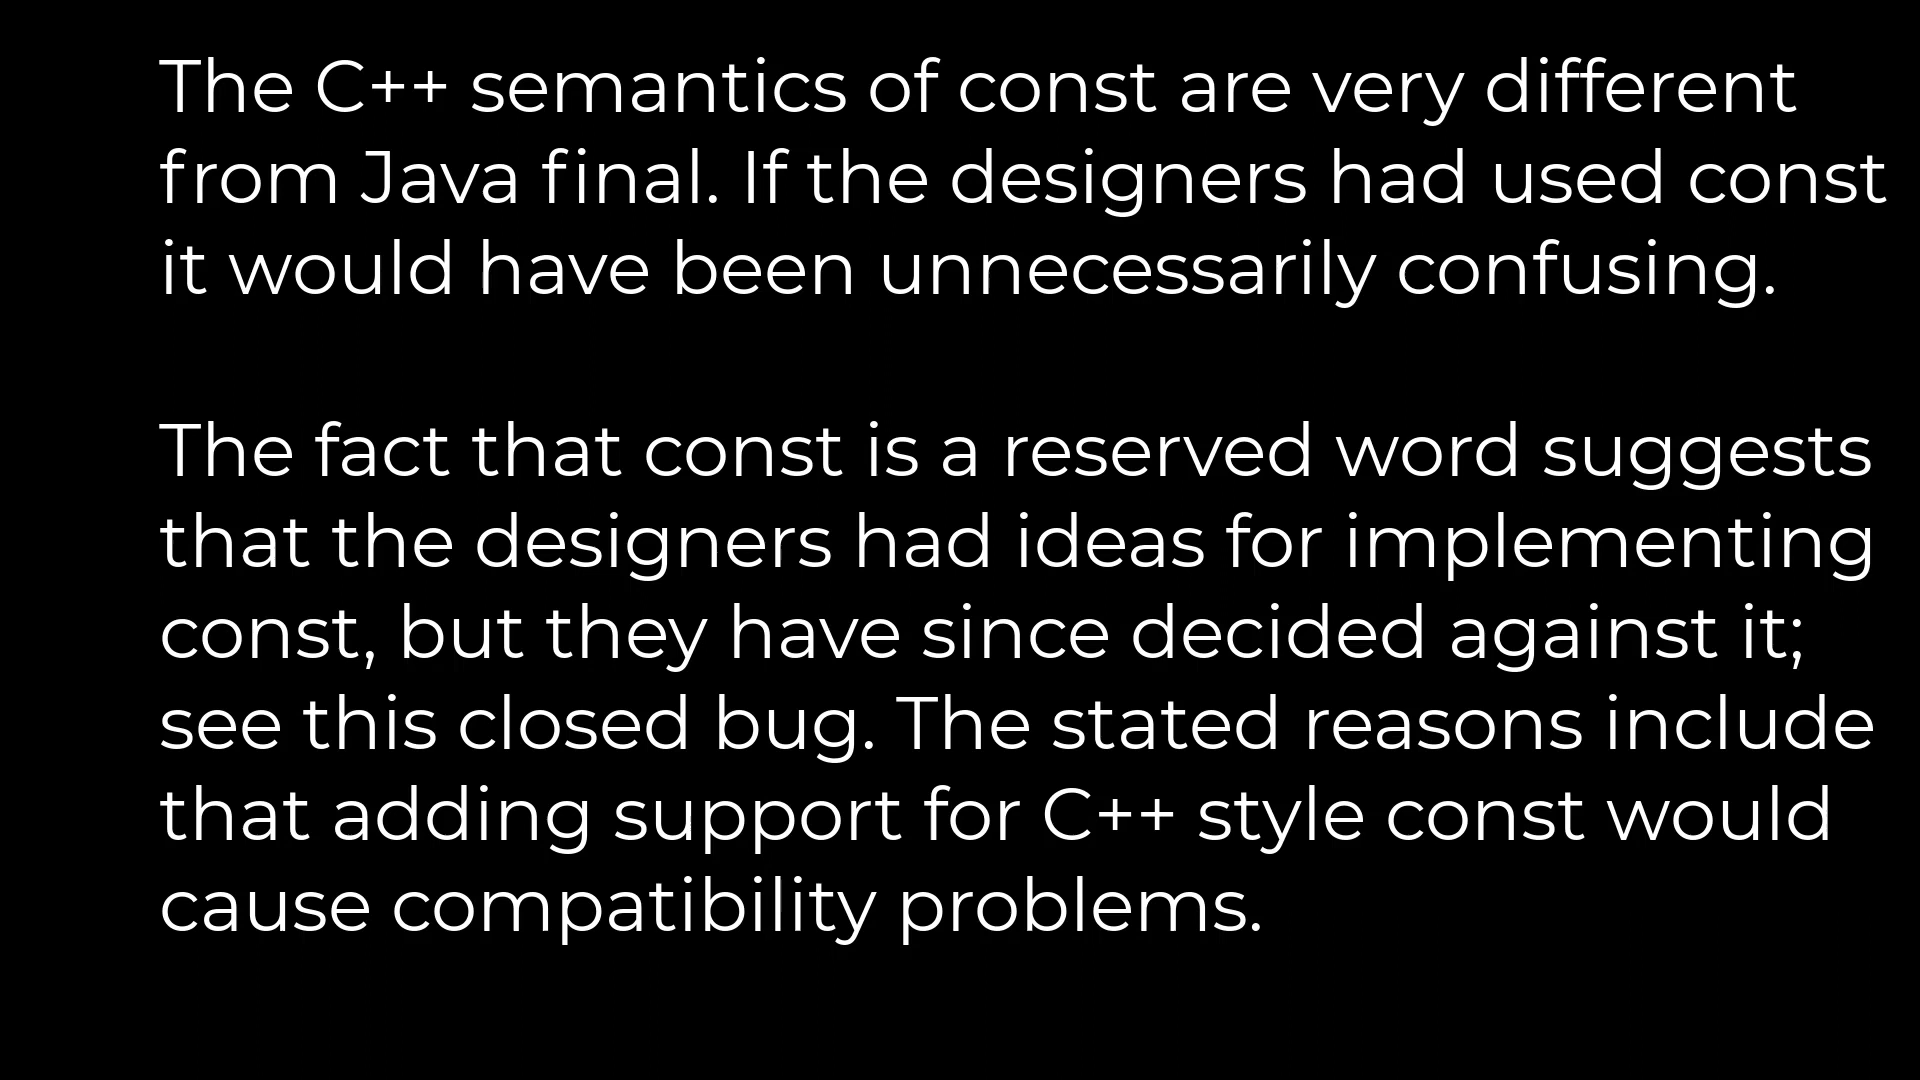 The C++ semantics of const are very different
from Java final. If the designers had used const
it would have been unnecessarily confusing.
The fact that const is a reserved word suggests
that the designers had ideas for implementing
const, but they have since decided against it;
see this closed bug. The stated reasons include
that adding support for C++ style const would
cause compatibility problems.